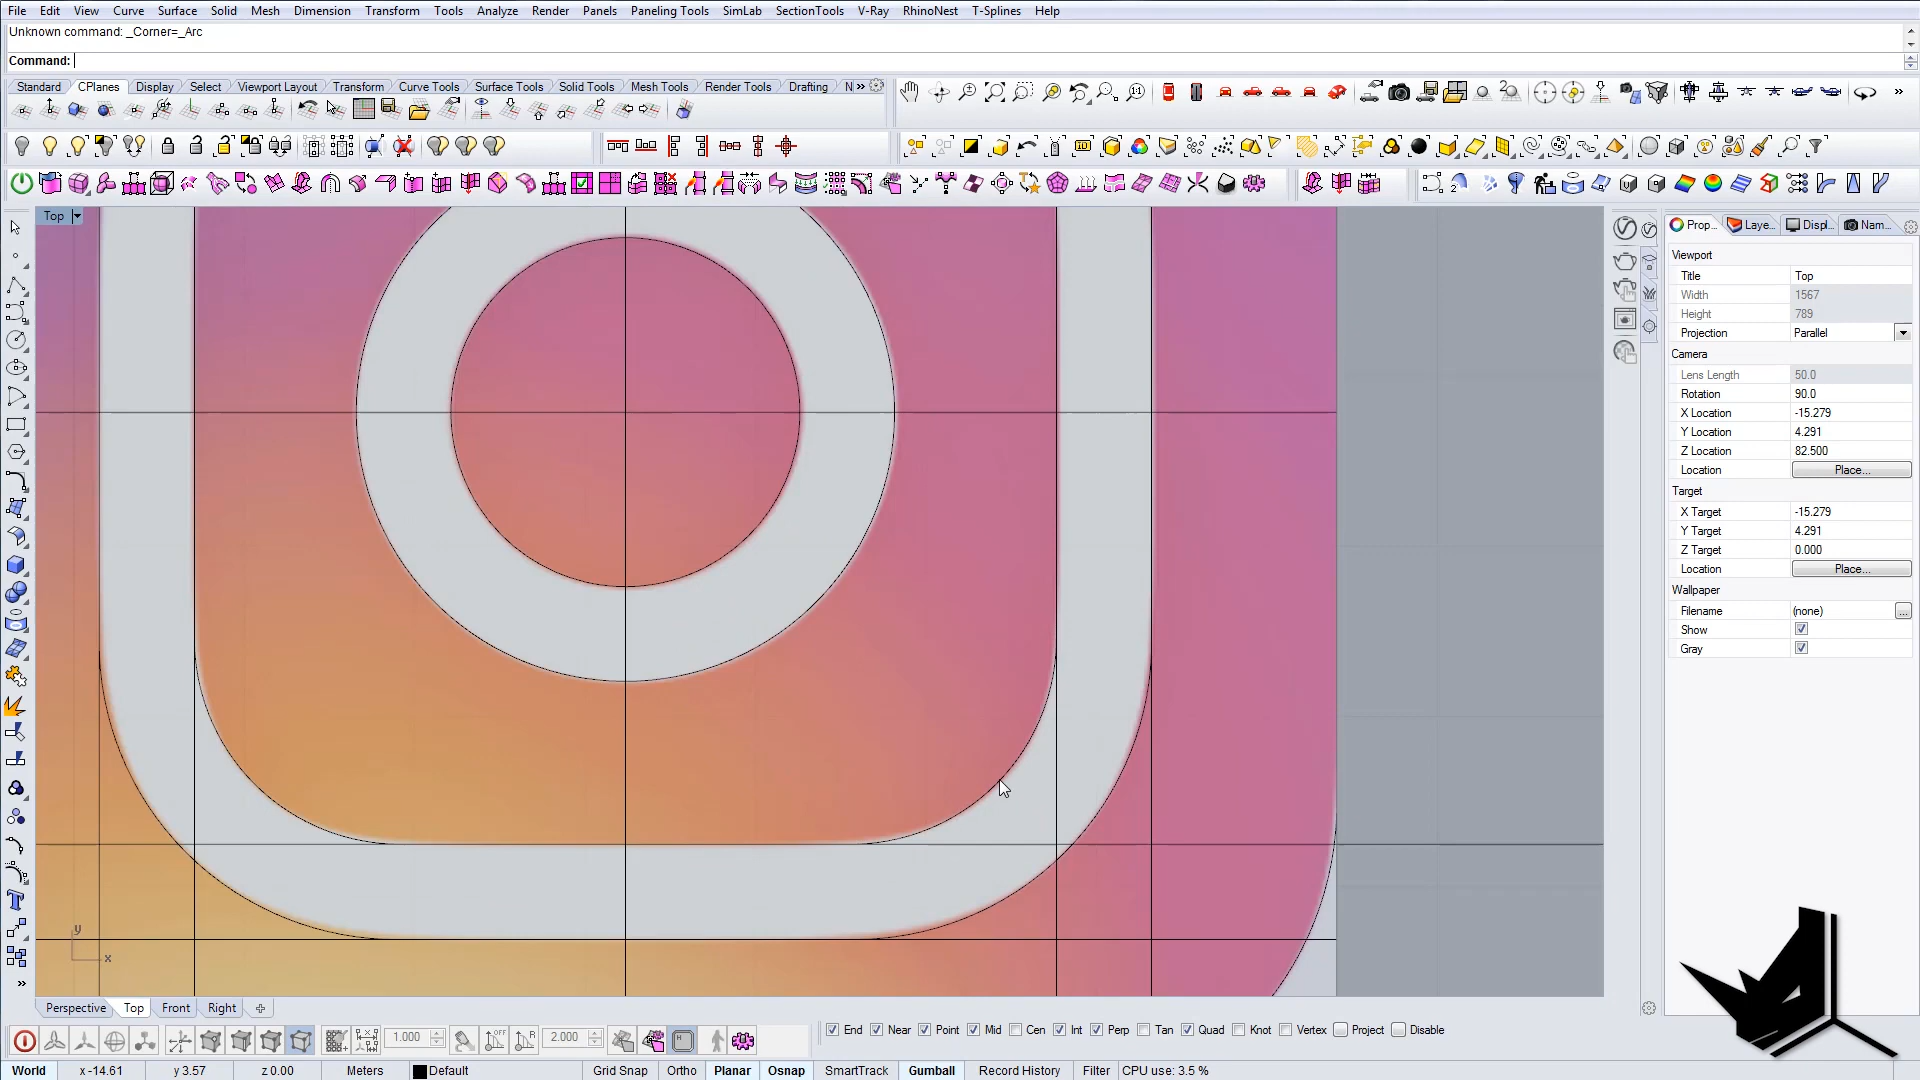 File Edit View Curve Surface Solid Mesh Dimension Transform Tools Analyze Render Panels Paneling Tools SimLab SectionTools V-Ray RhinoNest T-Splines Help
Unknown command: _Corner=_Arc
Command:
Standard CPlanes Display Select Viewport Layout Transform Curve Tools Surface Tools Solid Tools Mesh Tools Render Tools Drafting N »
Top
Prop... Laye... Displ... Nam...
Viewport
Title Top
Width 1567
Height 789
Projection Parallel
Camera
Lens Length 50.0
Rotation 90.0
X Location -15.279
Y Location 4.291
Z Location 82.500
Location Place...
Target
X Target -15.279
Y Target 4.291
Z Target 0.000
Location Place...
Wallpaper
Filename (none) ...
Show
Gray
y
x
Perspective Top Front Right
1.000 2.000 End Near Point Mid Cen Int Perp Tan Quad Knot Vertex Project Disable
World x -14.61 y 3.57 z 0.00 Meters Default Grid Snap Ortho Planar Osnap SmartTrack Gumball Record History Filter CPU use: 3.5 %